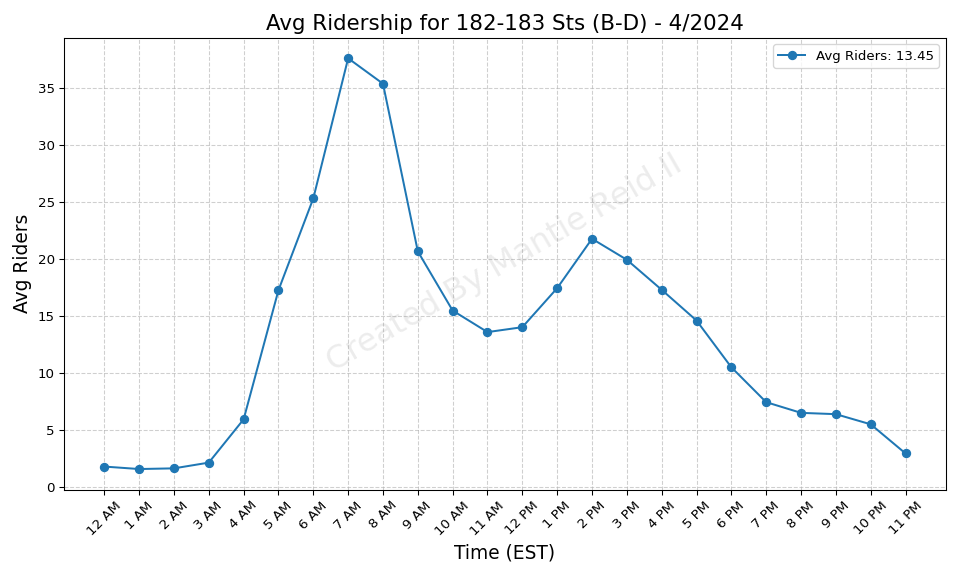 Avg Ridership for 182-183 Sts (B-D) - 4/2024
Avg Riders: 13.45
Avg Riders
35
30
25
20
15
10
5
0
Created By Mantie Reid II
12 AM
1 AM
2 AM
3 AM
4 AM
5 AM
6 AM
7 AM
8 AM
9 AM
10 AM
11 AM
12 PM
1 PM
2 PM
3 PM
4 PM
5 PM
6 PM
7 PM
8 PM
9 PM
10 PM
11 PM
Time (EST)